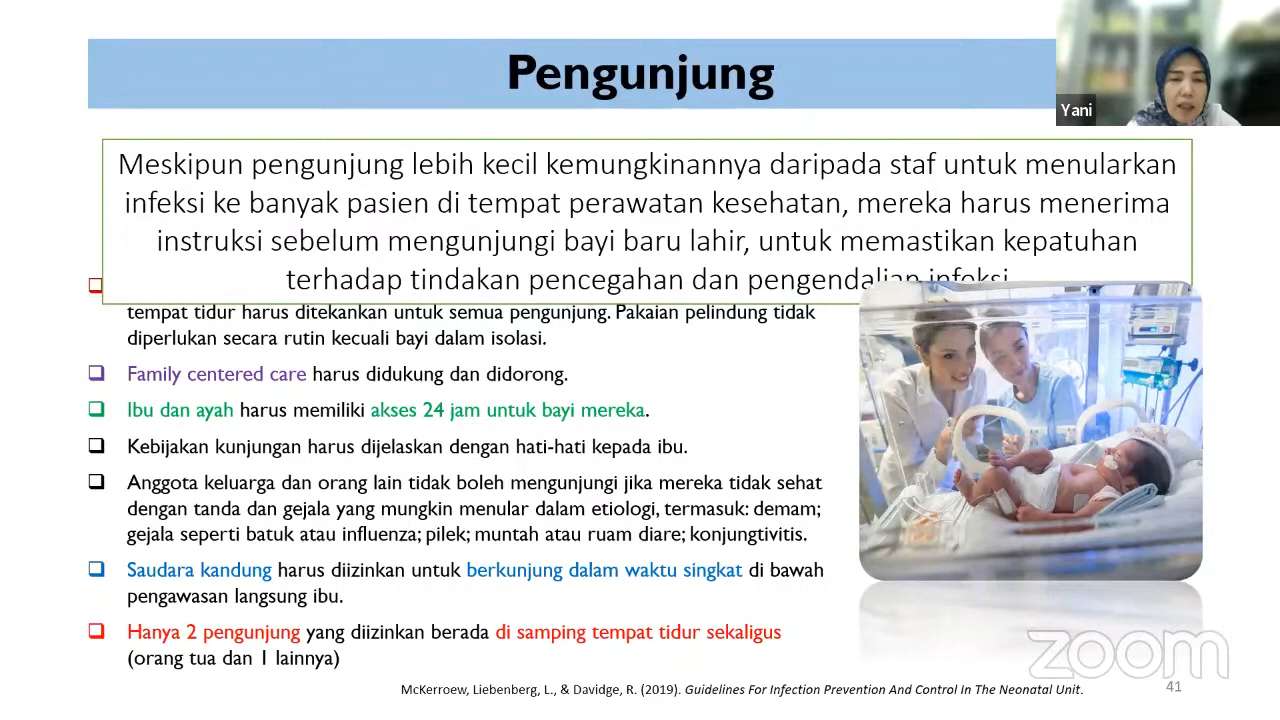 Pengunjung
Yani
Meskipun pengunjung lebih kecil kemungkinannya daripada staf untuk menularkan
infeksi ke banyak pasien di tempat perawatan kesehatan, mereka harus menerima
instruksi sebelum mengunjungi bayi baru lahir, untuk memastikan kepatuhan
terhadap tindakan pencegahan dan pengendalian infeksi
tempat tidur harus ditekankan untuk semua pengunjung. Pakaian pelindung tidak
diperlukan secara rutin kecuali bayi dalam isolasi.
Family centered care harus didukung dan didorong.
Ibu dan ayah harus memiliki akses 24 jam untuk bayi mereka.
Kebijakan kunjungan harus dijelaskan dengan hati-hati kepada ibu.
Anggota keluarga dan orang lain tidak boleh mengunjungi jika mereka tidak sehat
dengan tanda dan gejala yang mungkin menular dalam etiologi, termasuk: demam;
gejala seperti batuk atau influenza; pilek; muntah atau ruam diare; konjungtivitis.
Saudara kandung harus diizinkan untuk berkunjung dalam waktu singkat di bawah
pengawasan langsung ibu.
Hanya 2 pengunjung yang diizinkan berada di samping tempat tidur sekaligus
(orang tua dan 1 lainnya)
McKerroew, Liebenberg, L., & Davidge, R. (2019). Guidelines For Infection Prevention And Control In The Neonatal Unit.
zoom
41